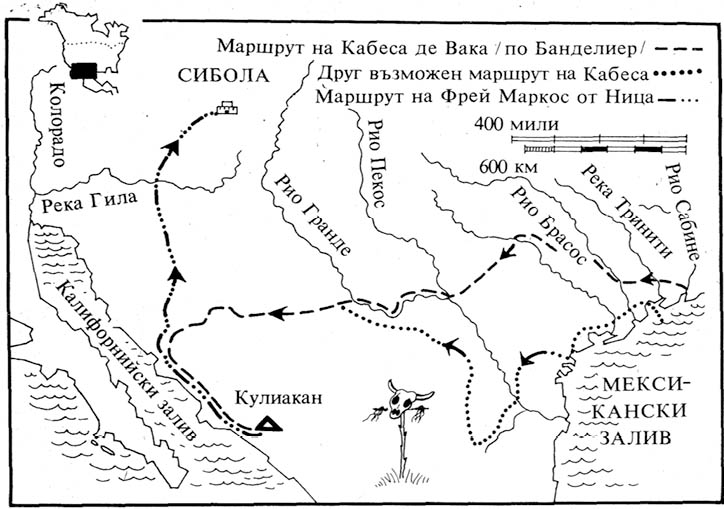 Маршрут на Кабеса де Вака /по Банделиер/
СИБОЛА
Друг възможен маршрут на Кабеса
Маршрут на Фрей Маркос от Ница
400 мили
600 км
Колорадо
Река Гила
Рио Гранде
Рио Пекос
Рио Брасос
Река Тринити
Рио Сабине
Калифорнийски залив
Кулиакан
МЕКСИ-
КАНСКИ
ЗАЛИВ